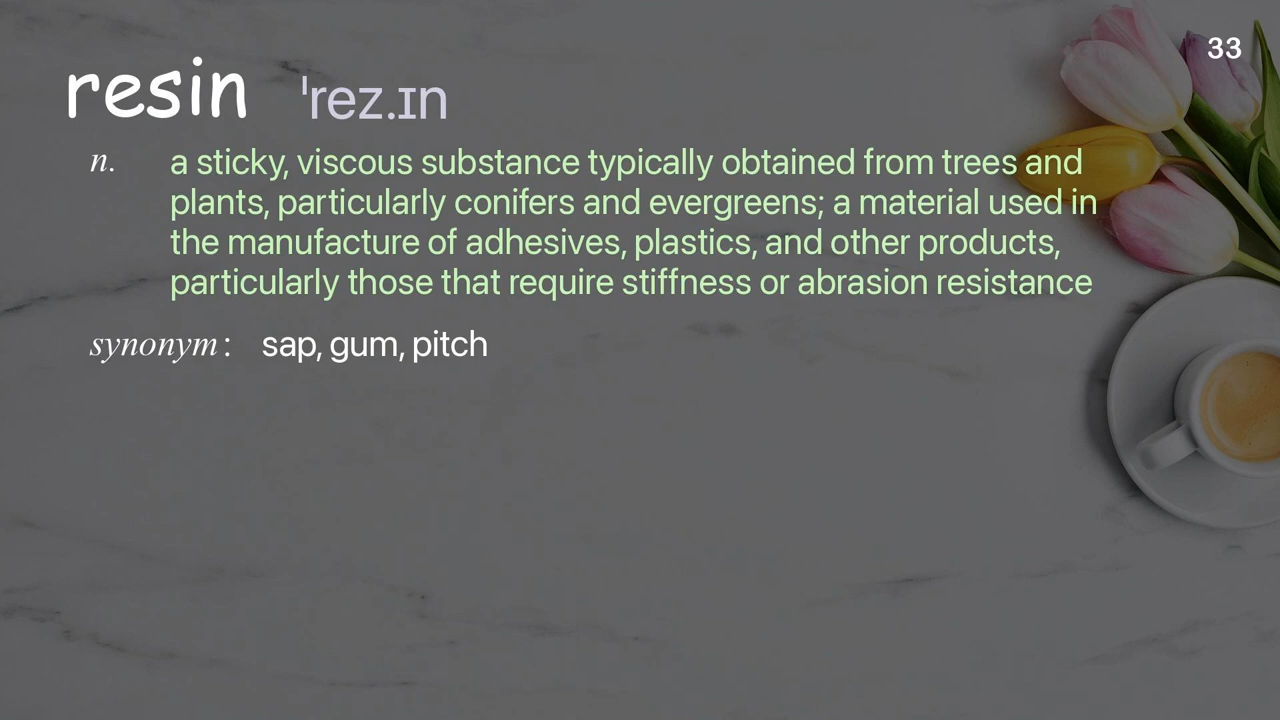 33
resin ˈrez.ɪn
n. a sticky, viscous substance typically obtained from trees and
plants, particularly conifers and evergreens; a material used in
the manufacture of adhesives, plastics, and other products,
particularly those that require stiffness or abrasion resistance
synonym: sap, gum, pitch